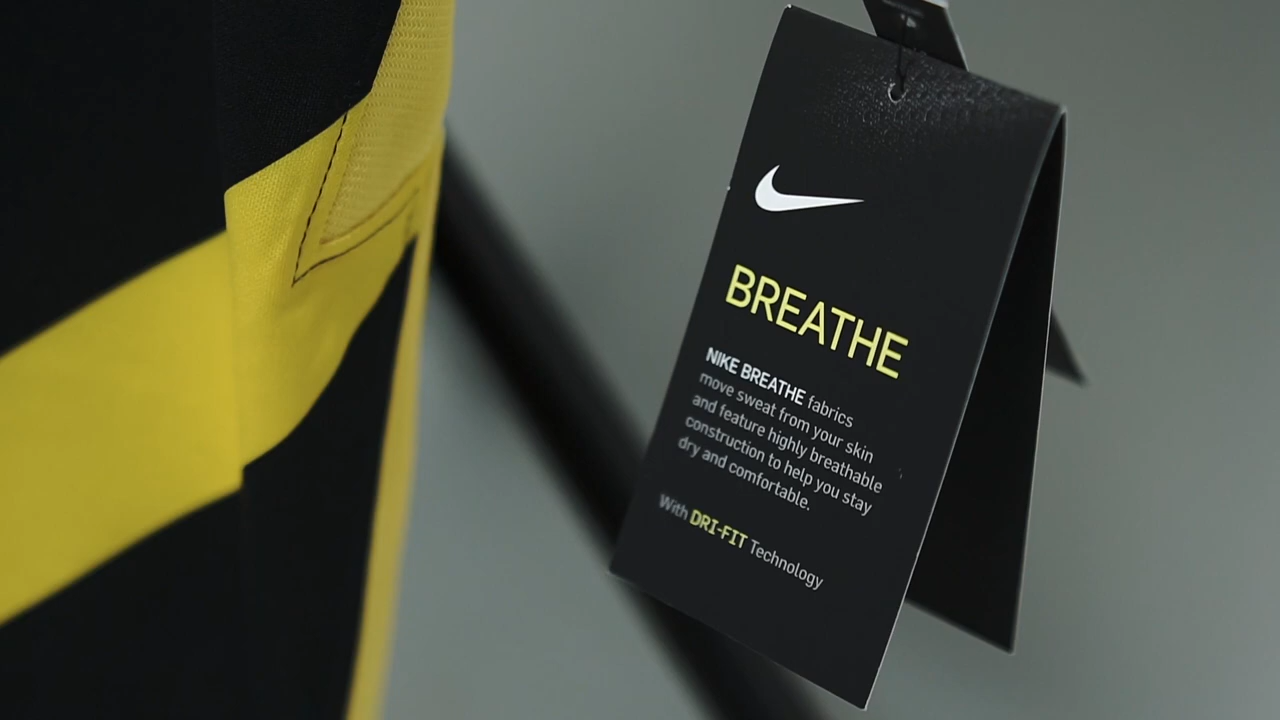 BREATHE
NIKE BREATHE fabrics
move sweat from your skin
and feature highly breathable
construction to help you stay
dry and comfortable.
With DRI-FIT Technology